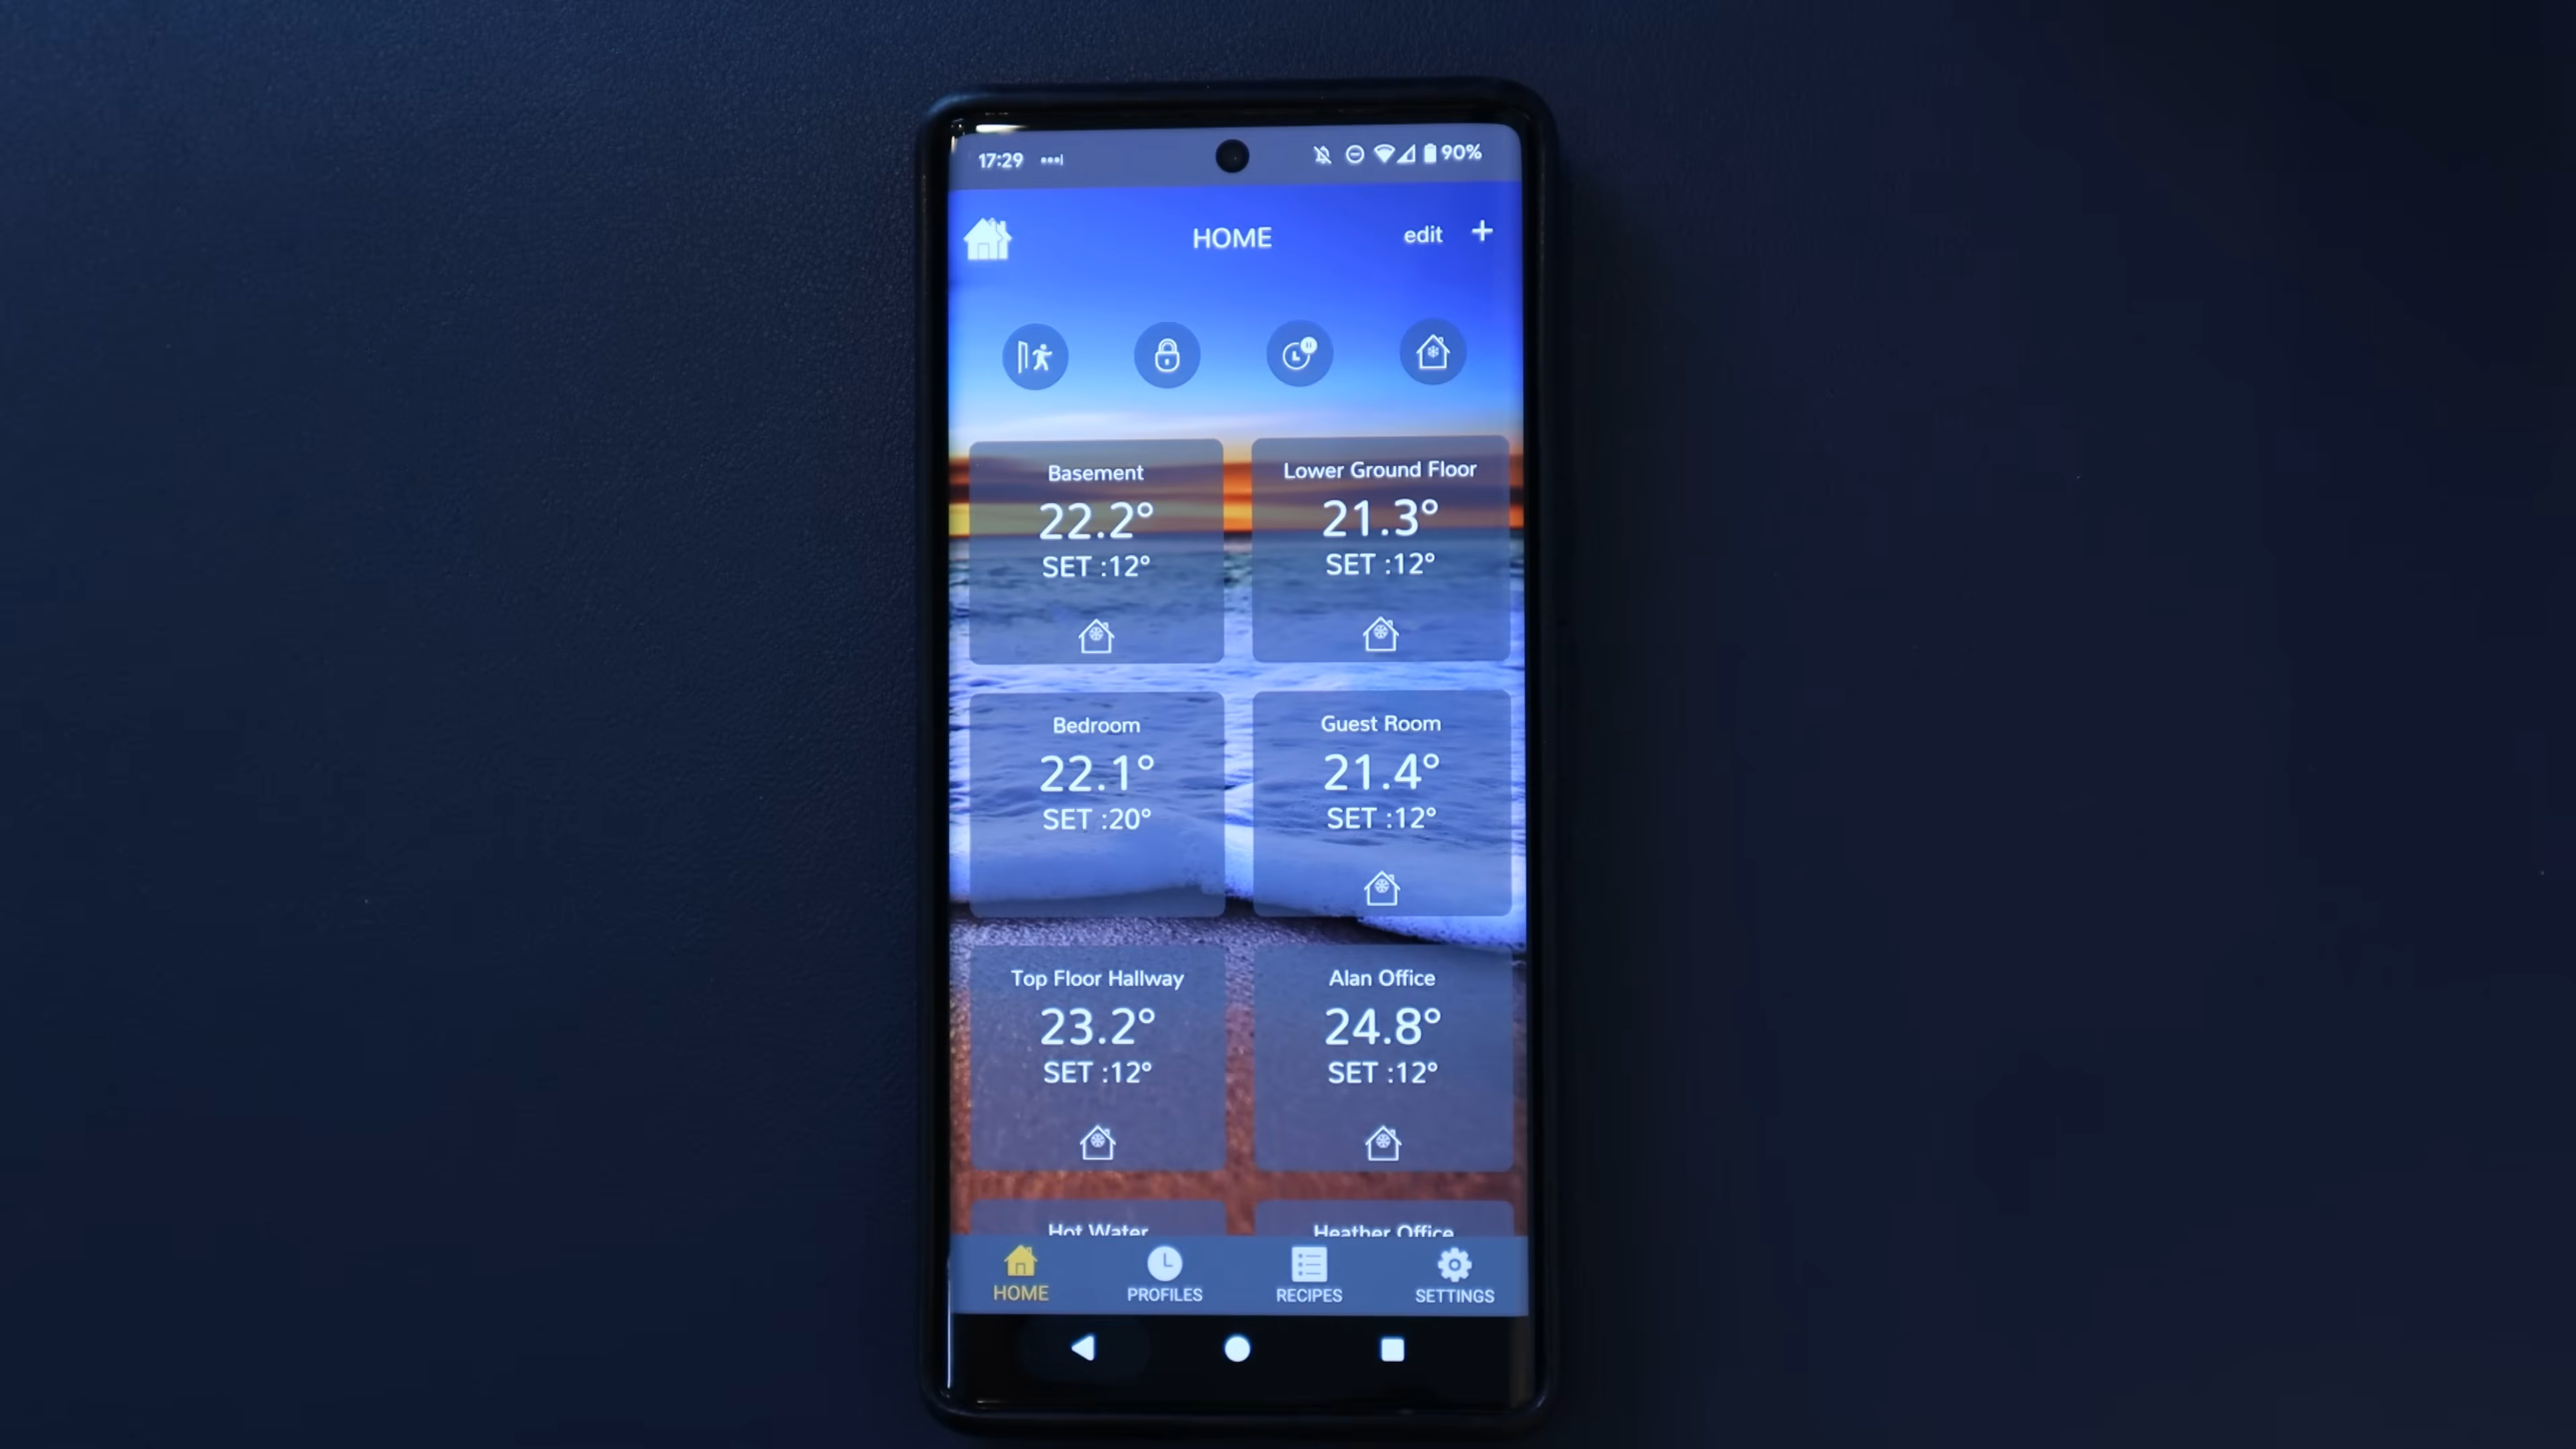 17:29
90%
HOME
edit +
Basement
22.2°
SET :12°
Lower Ground Floor
21.3°
SET :12°
Bedroom
22.1°
SET :20°
Guest Room
21.4°
SET :12°
Top Floor Hallway
23.2°
SET :12°
Alan Office
24.8°
SET :12°
Hot Water
Heather Office
HOME
PROFILES
RECIPES
SETTINGS